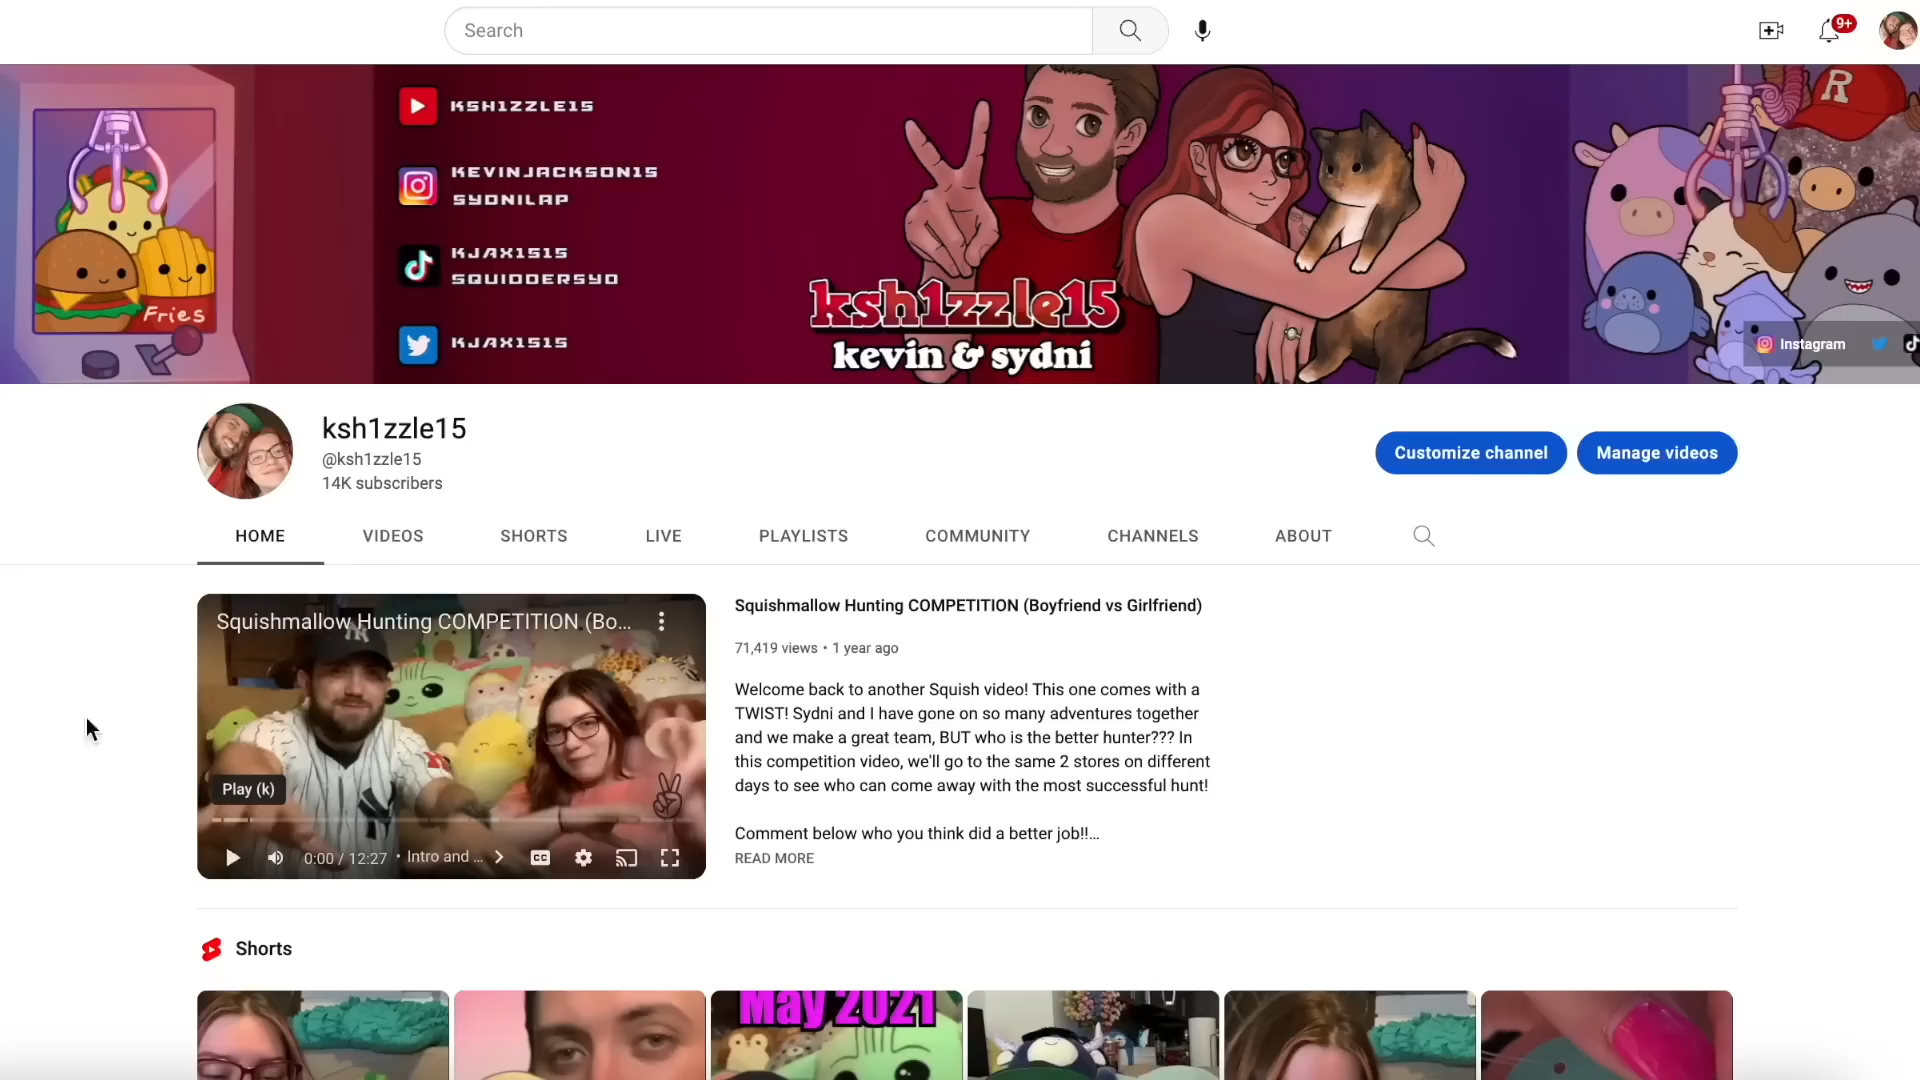 Search
9+
KSH1ZZLE15
KEVINJACKSON15
SYDNILAP
KJAX1515
SQUIDDERSYD
KJAX1515
Fries
ksh1zzle15
kevin & sydni
R
Instagram
ksh1zzle15
@ksh1zzle15
14K subscribers
Customize channel
Manage videos
HOME
VIDEOS
SHORTS
LIVE
PLAYLISTS
COMMUNITY
CHANNELS
ABOUT
Squishmallow Hunting COMPETITION (Bo...
NY
Play (k)
0:00 / 12:27 • Intro and ...
CC
Squishmallow Hunting COMPETITION (Boyfriend vs Girlfriend)
71,419 views • 1 year ago
Welcome back to another Squish video! This one comes with a
TWIST! Sydni and I have gone on so many adventures together
and we make a great team, BUT who is the better hunter??? In
this competition video, we'll go to the same 2 stores on different
days to see who can come away with the most successful hunt!
Comment below who you think did a better job!!...
READ MORE
Shorts
May 2021